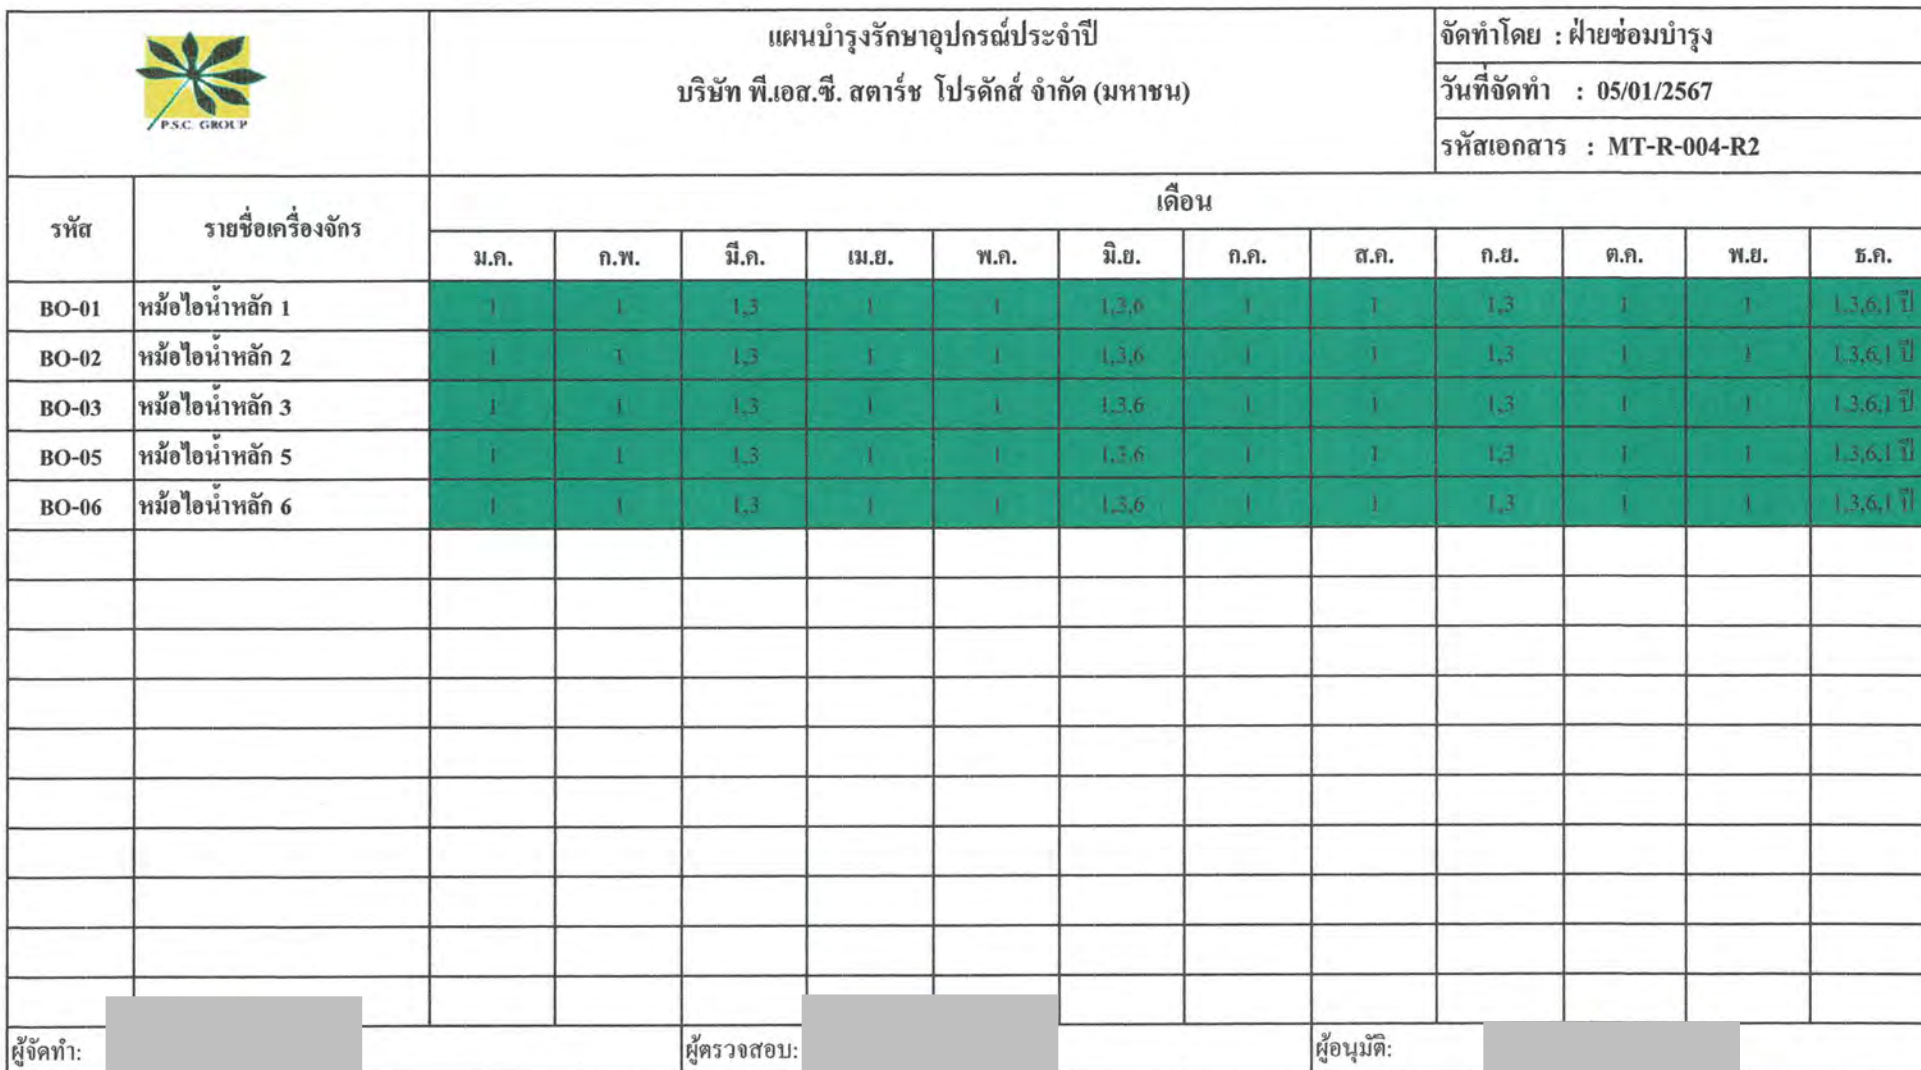 P.S.C. GROUP
แผนบำรุงรักษาอุปกรณ์ประจำปี
บริษัท พี.เอส.ซี. สตาร์ช โปรดักส์ จำกัด (มหาชน)
จัดทำโดย : ฝ่ายซ่อมบำรุง
วันที่จัดทำ : 05/01/2567
รหัสเอกสาร : MT-R-004-R2
รหัส รายชื่อเครื่องจักร เดือน
ม.ค. ก.พ. มี.ค. เม.ย. พ.ค. มิ.ย. ก.ค. ส.ค. ก.ย. ต.ค. พ.ย. ธ.ค.
BO-01 หม้อไอน้ำหลัก 1 1 1 1,3 1 1 1,3,6 1 1 1,3 1 1 1,3,6,1 ปี
BO-02 หม้อไอน้ำหลัก 2 1 1 1,3 1 1 1,3,6 1 1 1,3 1 1 1,3,6,1 ปี
BO-03 หม้อไอน้ำหลัก 3 1 1 1,3 1 1 1,3,6 1 1 1,3 1 1 1,3,6,1 ปี
BO-05 หม้อไอน้ำหลัก 5 1 1 1,3 1 1 1,3,6 1 1 1,3 1 1 1,3,6,1 ปี
BO-06 หม้อไอน้ำหลัก 6 1 1 1,3 1 1 1,3,6 1 1 1,3 1 1 1,3,6,1 ปี
ผู้จัดทำ: ผู้ตรวจสอบ: ผู้อนุมัติ: